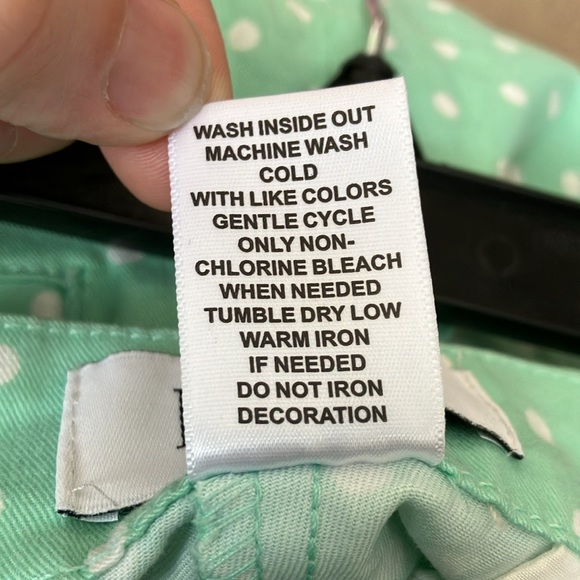 WASH INSIDE OUT
MACHINE WASH
COLD
WITH LIKE COLORS
GENTLE CYCLE
ONLY NON-
CHLORINE BLEACH
WHEN NEEDED
TUMBLE DRY LOW
WARM IRON
IF NEEDED
DO NOT IRON
DECORATION